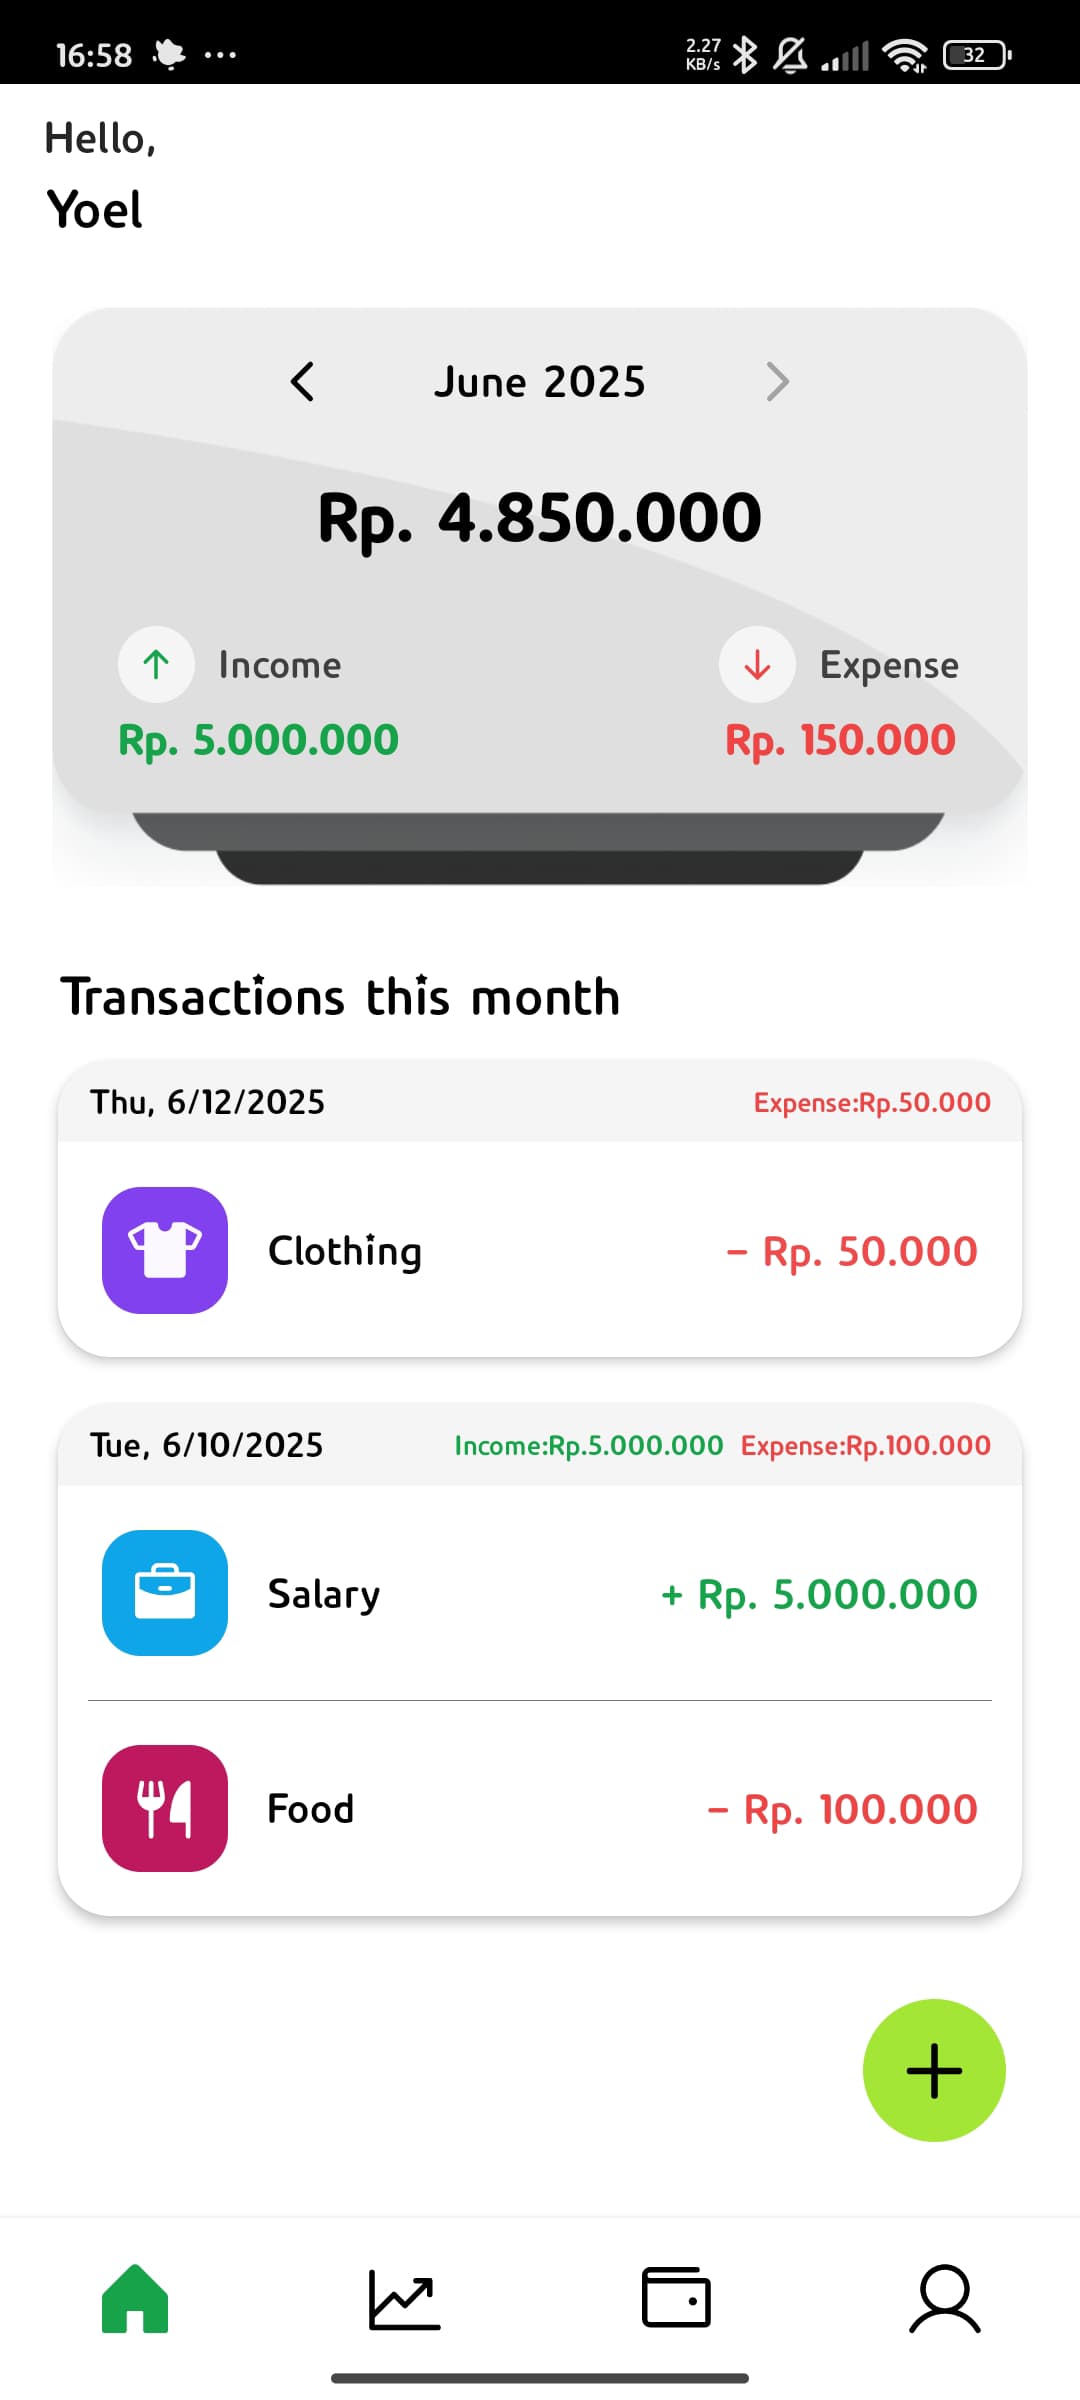 16:58 ... 2.27 KB/s 32
Hello,
Yoel
June 2025
Rp. 4.850.000
Income Expense
Rp. 5.000.000 Rp. 150.000
Transactions this month
Thu, 6/12/2025 Expense:Rp.50.000
Clothing - Rp. 50.000
Tue, 6/10/2025 Income:Rp.5.000.000 Expense:Rp.100.000
Salary + Rp. 5.000.000
Food - Rp. 100.000